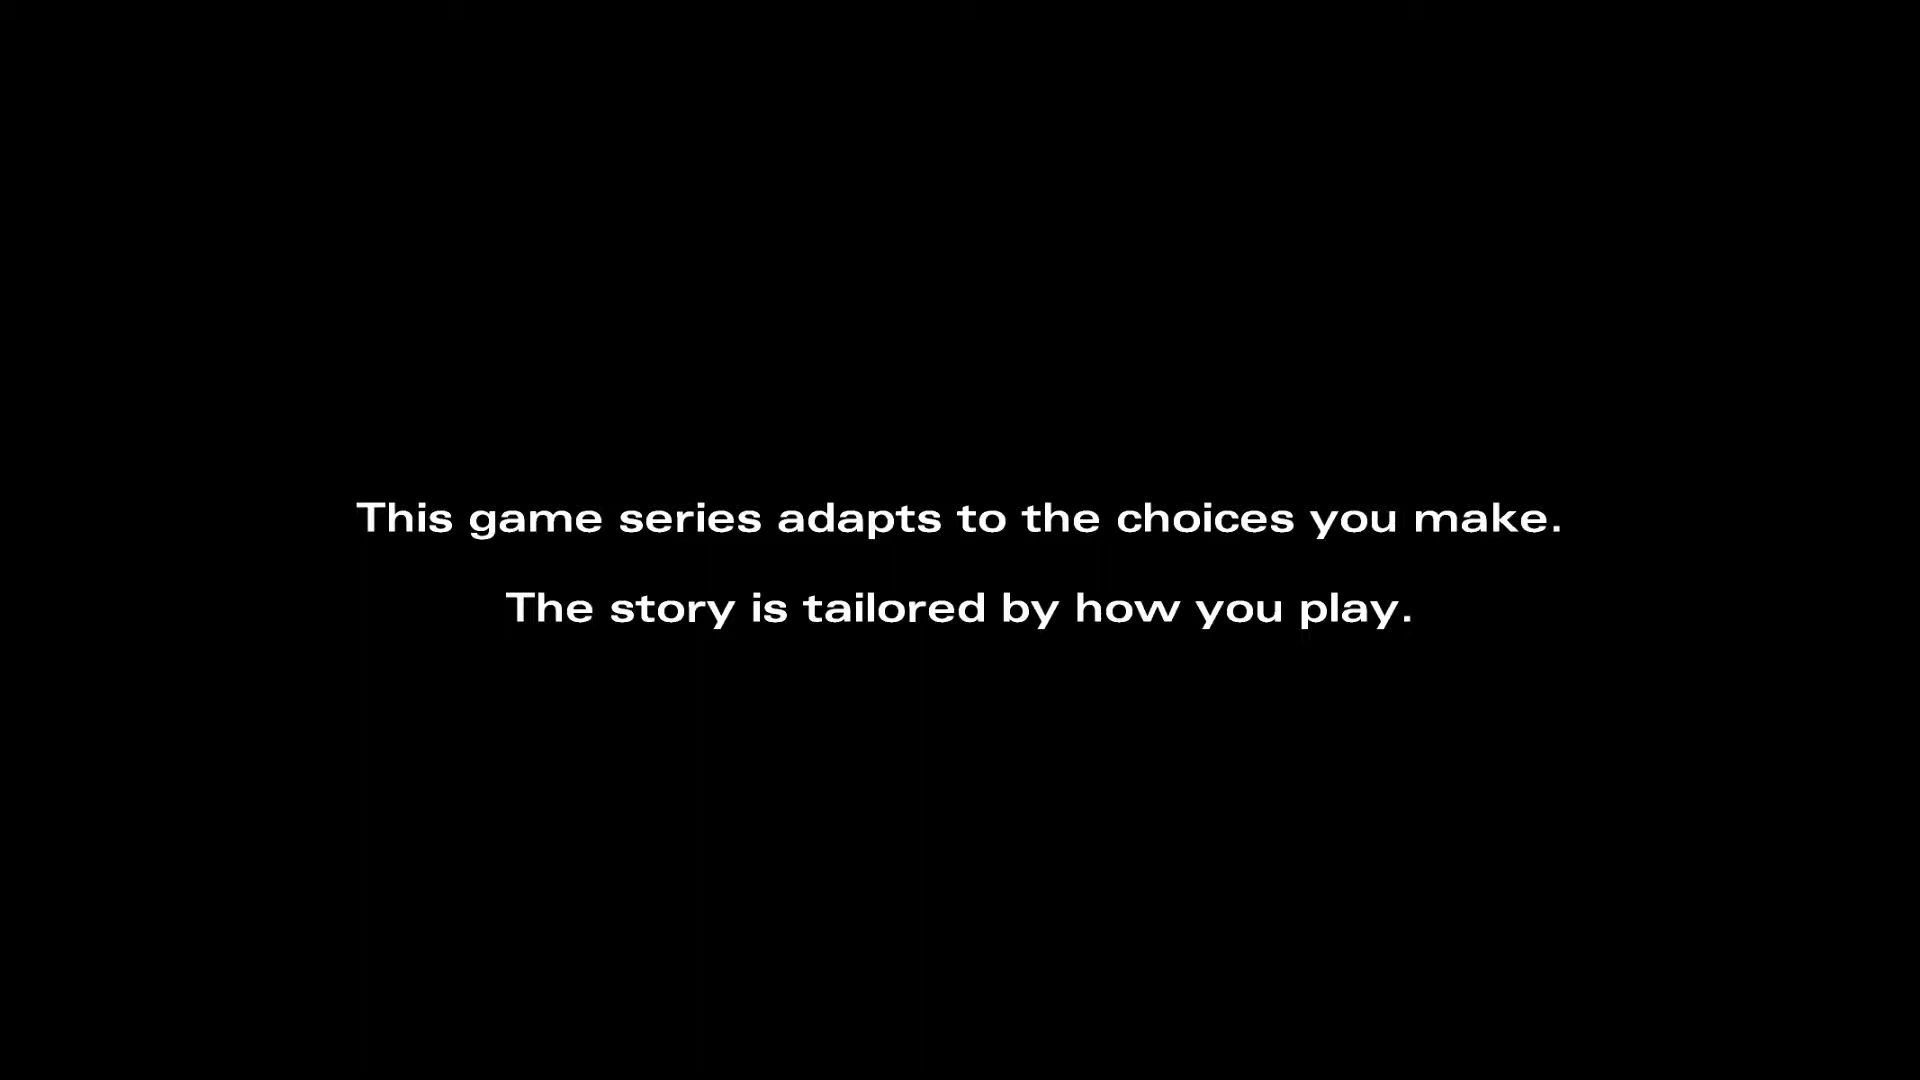 This game series adapts to the choices you make.
The story is tailored by how you play.